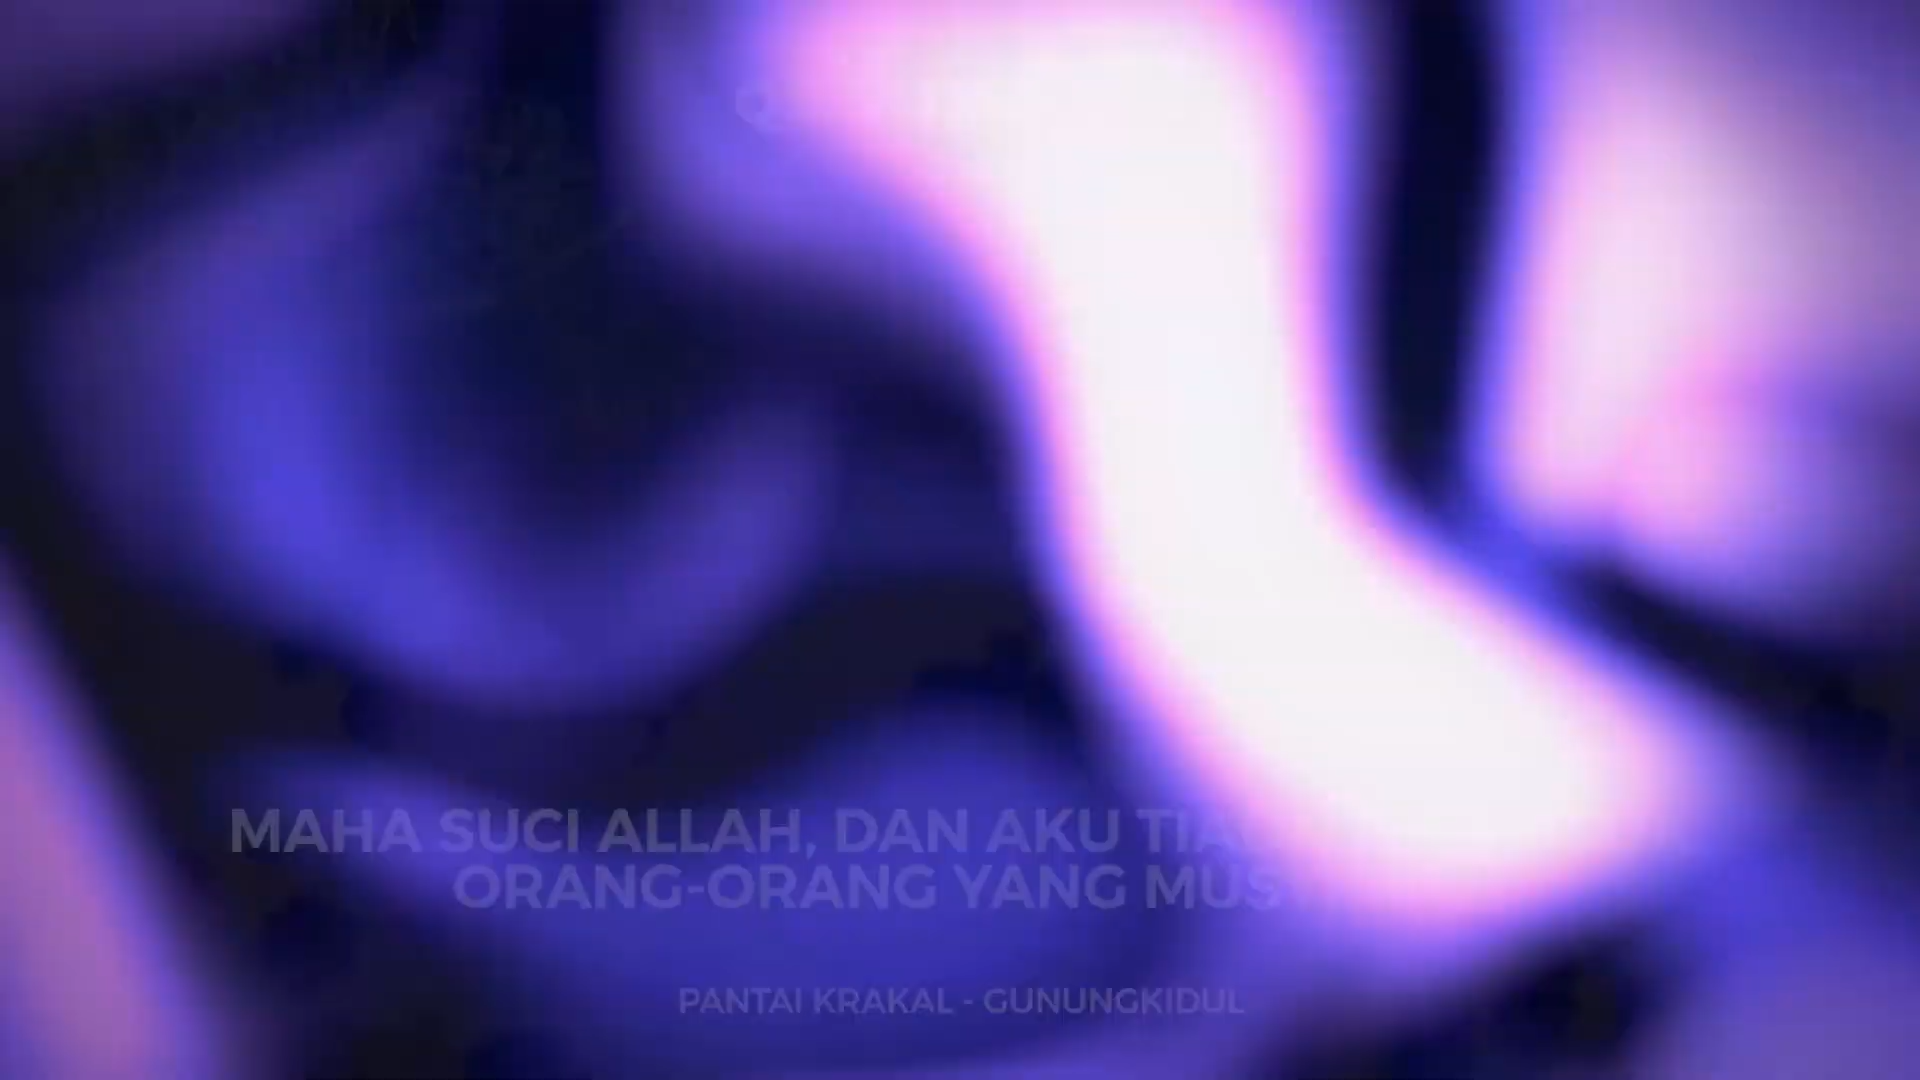 MAHA SUCI ALLAH, DAN AKU
ORANG-ORANG YANG
PANTAI KRAKAL - GUNUNGKIDUL